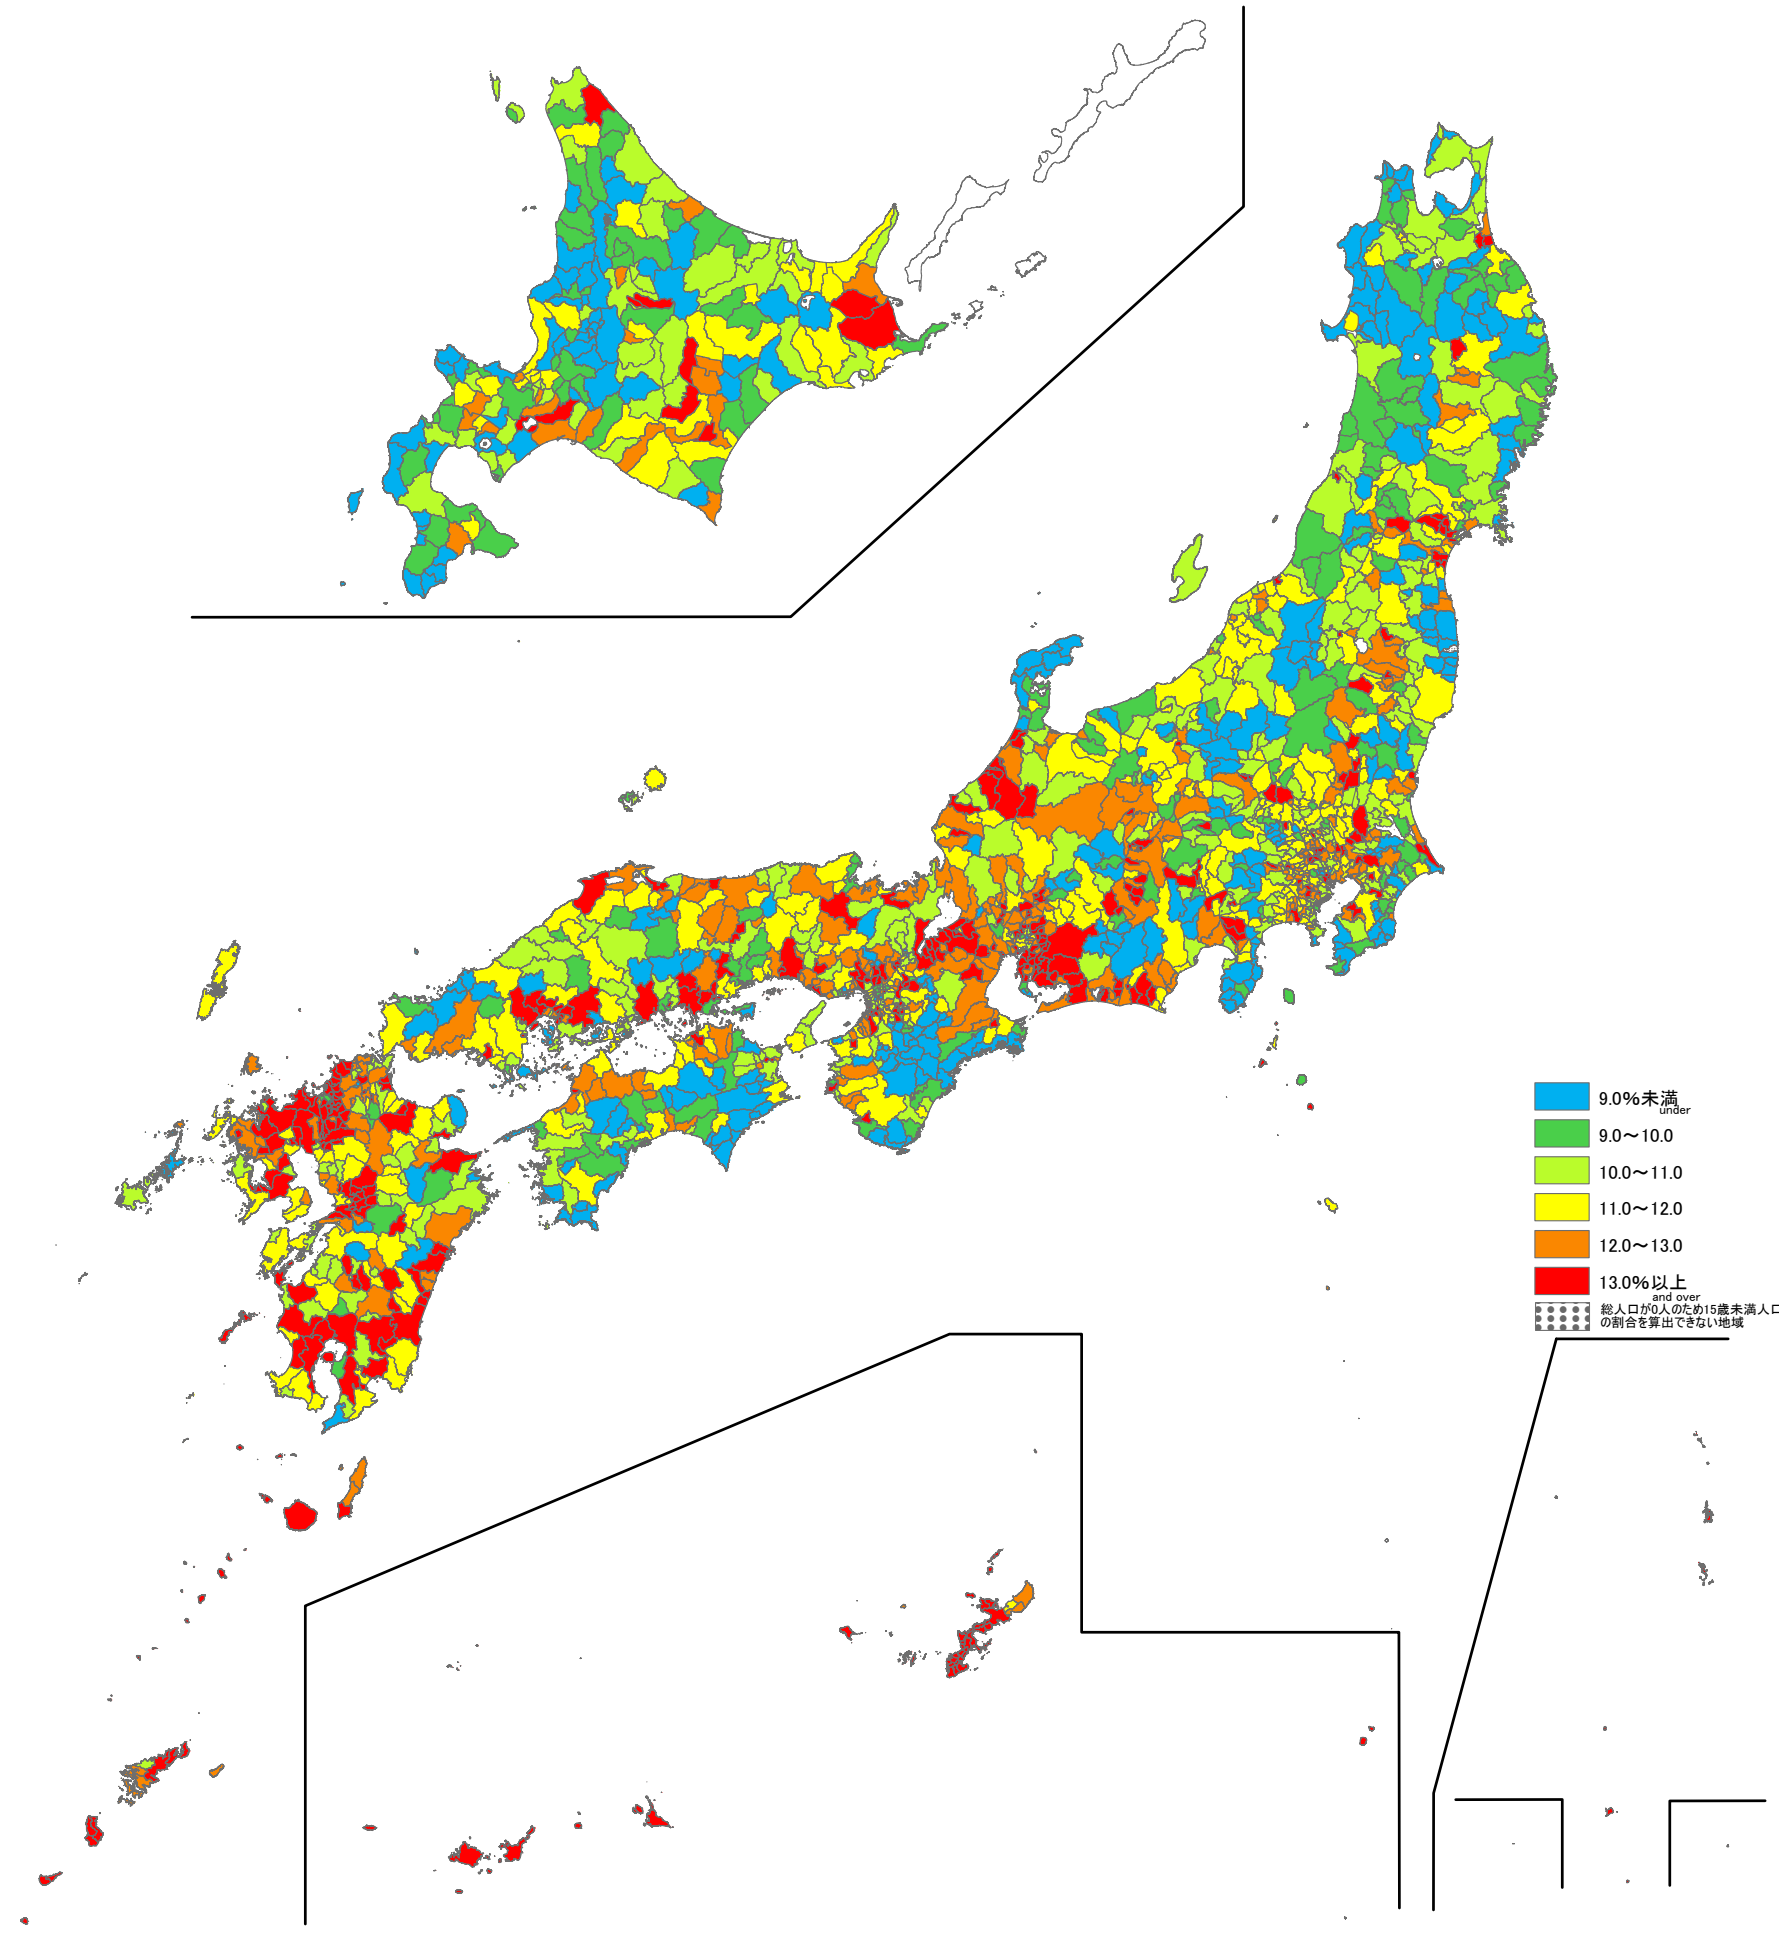 9.0%未満
under
9.0～10.0
10.0～11.0
11.0～12.0
12.0～13.0
13.0%以上
and over
総人口が0人のため15歳未満人口
の割合を算出できない地域